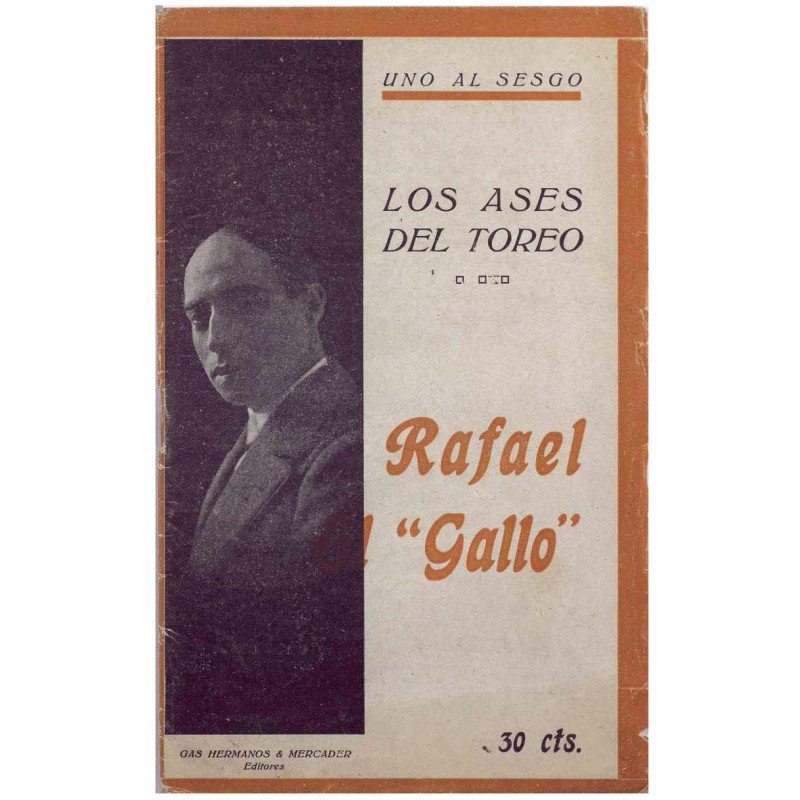 UNO AL SESGO
LOS ASES
DEL TOREO
Rafael
El "Gallo"
30 cts.
GAS HERMANOS & MERCADER
Editores